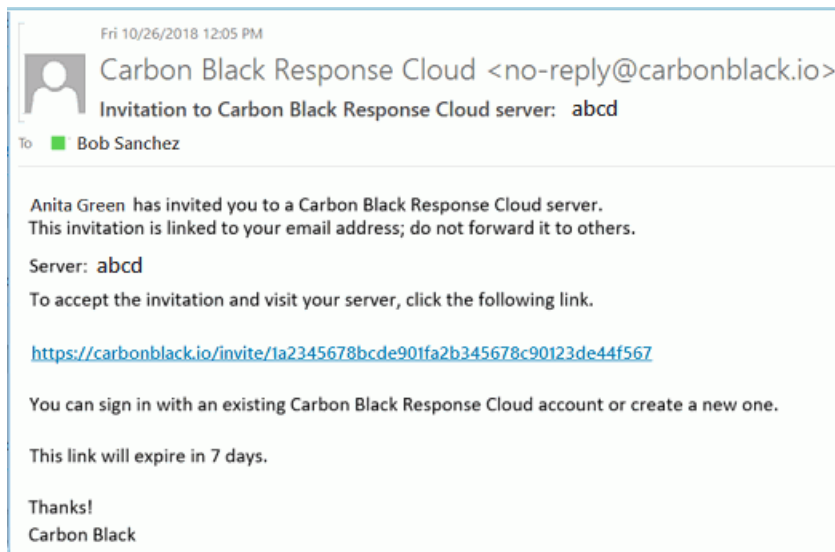 Fri 10/26/2018 12:05 PM
Carbon Black Response Cloud <no-reply@carbonblack.io>
Invitation to Carbon Black Response Cloud server: abcd
To Bob Sanchez
Anita Green has invited you to a Carbon Black Response Cloud server.
This invitation is linked to your email address; do not forward it to others.
Server: abcd
To accept the invitation and visit your server, click the following link.
https://carbonblack.io/invite/1a2345678bcde901fa2b345678c90123de44f567
You can sign in with an existing Carbon Black Response Cloud account or create a new one.
This link will expire in 7 days.
Thanks!
Carbon Black